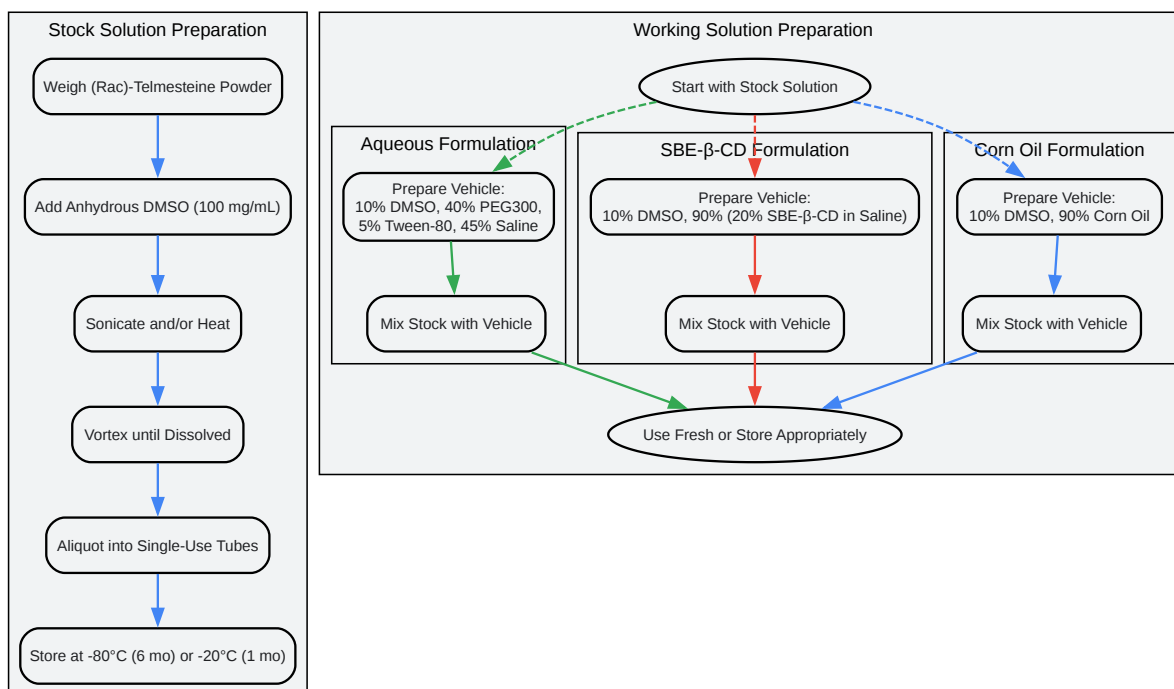 Stock Solution Preparation
Weigh (Rac)-Telmesteine Powder
Add Anhydrous DMSO (100 mg/mL)
Sonicate and/or Heat
Vortex until Dissolved
Aliquot into Single-Use Tubes
Store at -80°C (6 mo) or -20°C (1 mo)
Working Solution Preparation
Start with Stock Solution
Aqueous Formulation
Prepare Vehicle:
10% DMSO, 40% PEG300,
5% Tween-80, 45% Saline
Mix Stock with Vehicle
SBE-β-CD Formulation
Prepare Vehicle:
10% DMSO, 90% (20% SBE-β-CD in Saline)
Mix Stock with Vehicle
Corn Oil Formulation
Prepare Vehicle:
10% DMSO, 90% Corn Oil
Mix Stock with Vehicle
Use Fresh or Store Appropriately